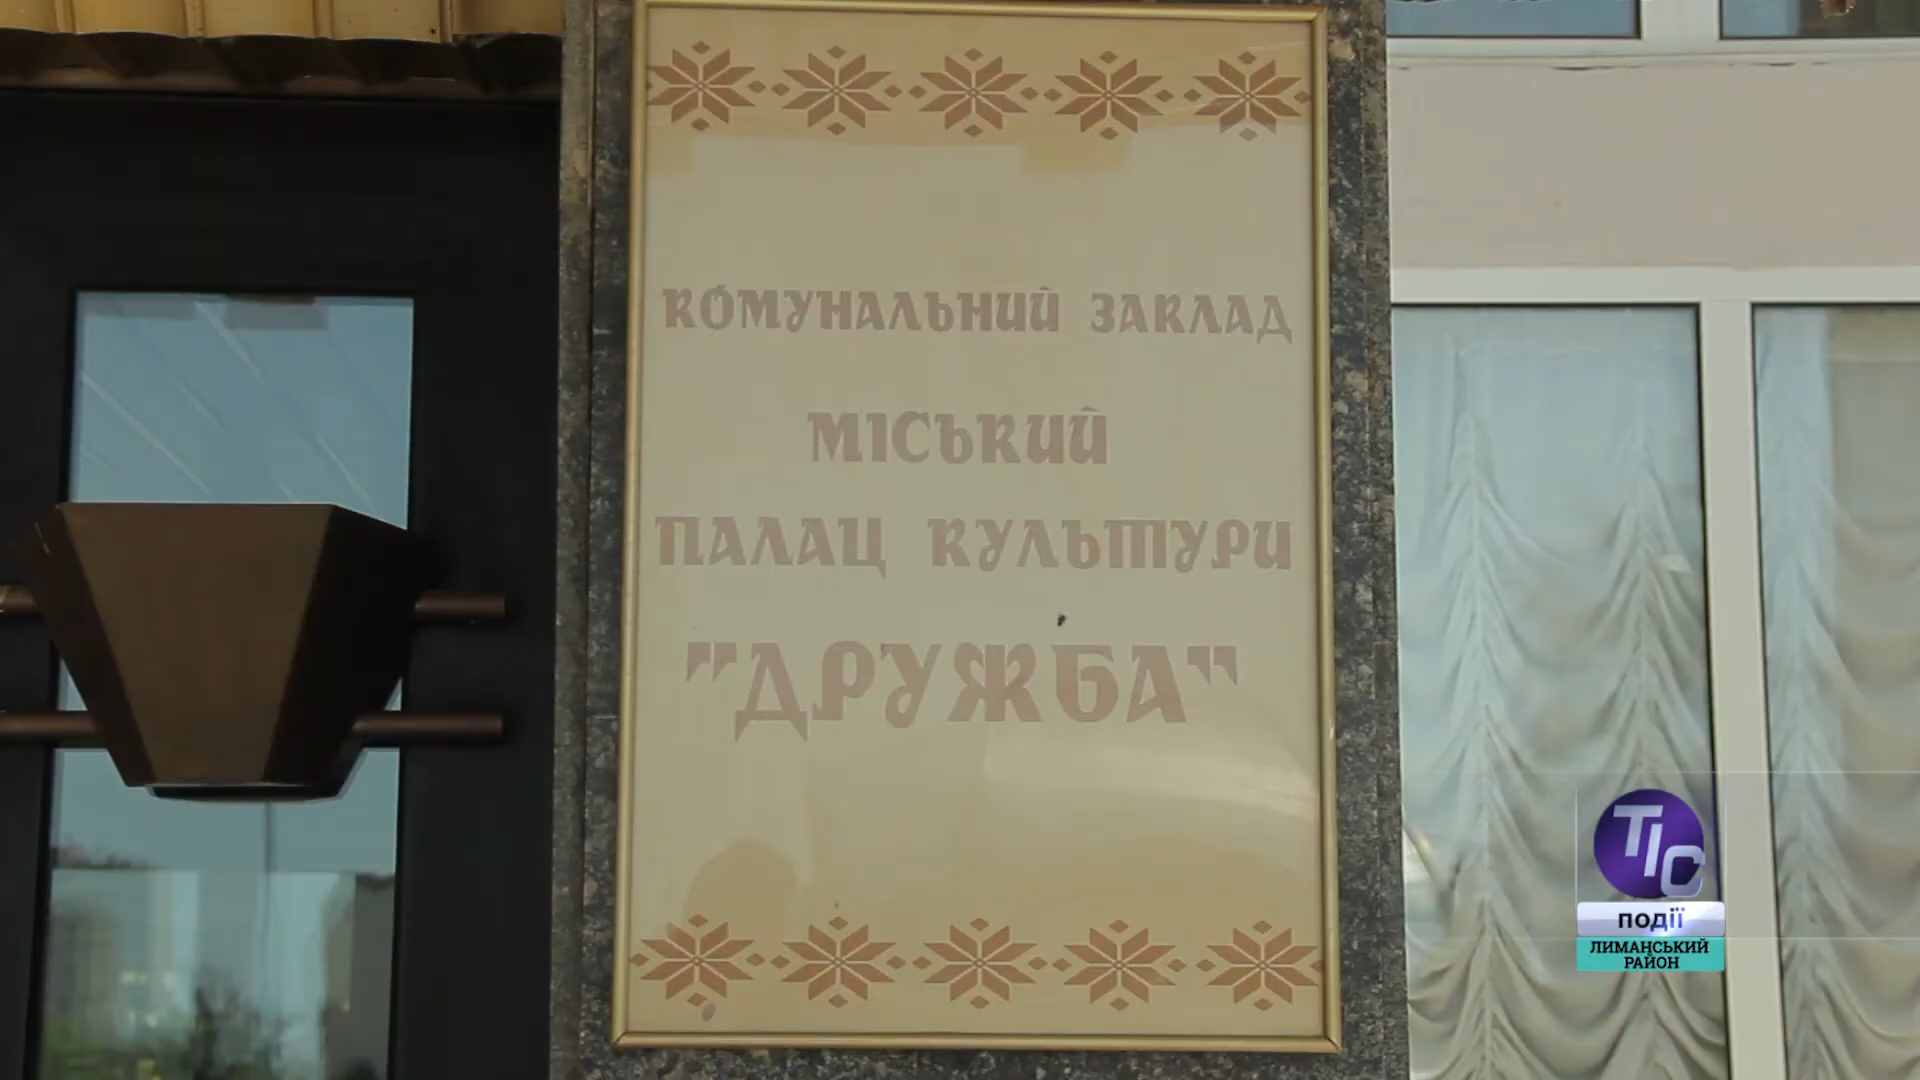 КОМУНАЛЬНИЙ ЗАКЛАД
МІСЬКИЙ
ПАЛАЦ КУЛЬТУРИ
"ДРУЖБА"
ТІС
ПОДІЇ
ЛИМАНСЬКИЙ
РАЙОН